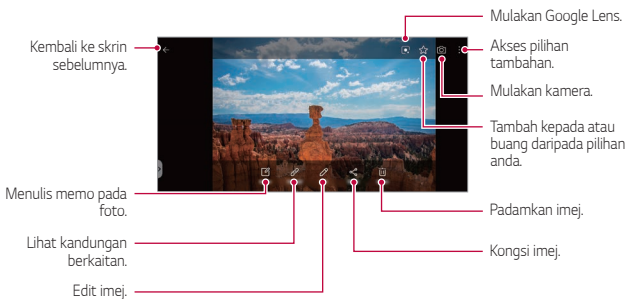 Kembali ke skrin
sebelumnya.
Menulis memo pada
foto.
Lihat kandungan
berkaitan.
Edit imej.
Mulakan Google Lens.
Akses pilihan
tambahan.
Mulakan kamera.
Tambah kepada atau
buang daripada pilihan
anda.
Padamkan imej.
Kongsi imej.